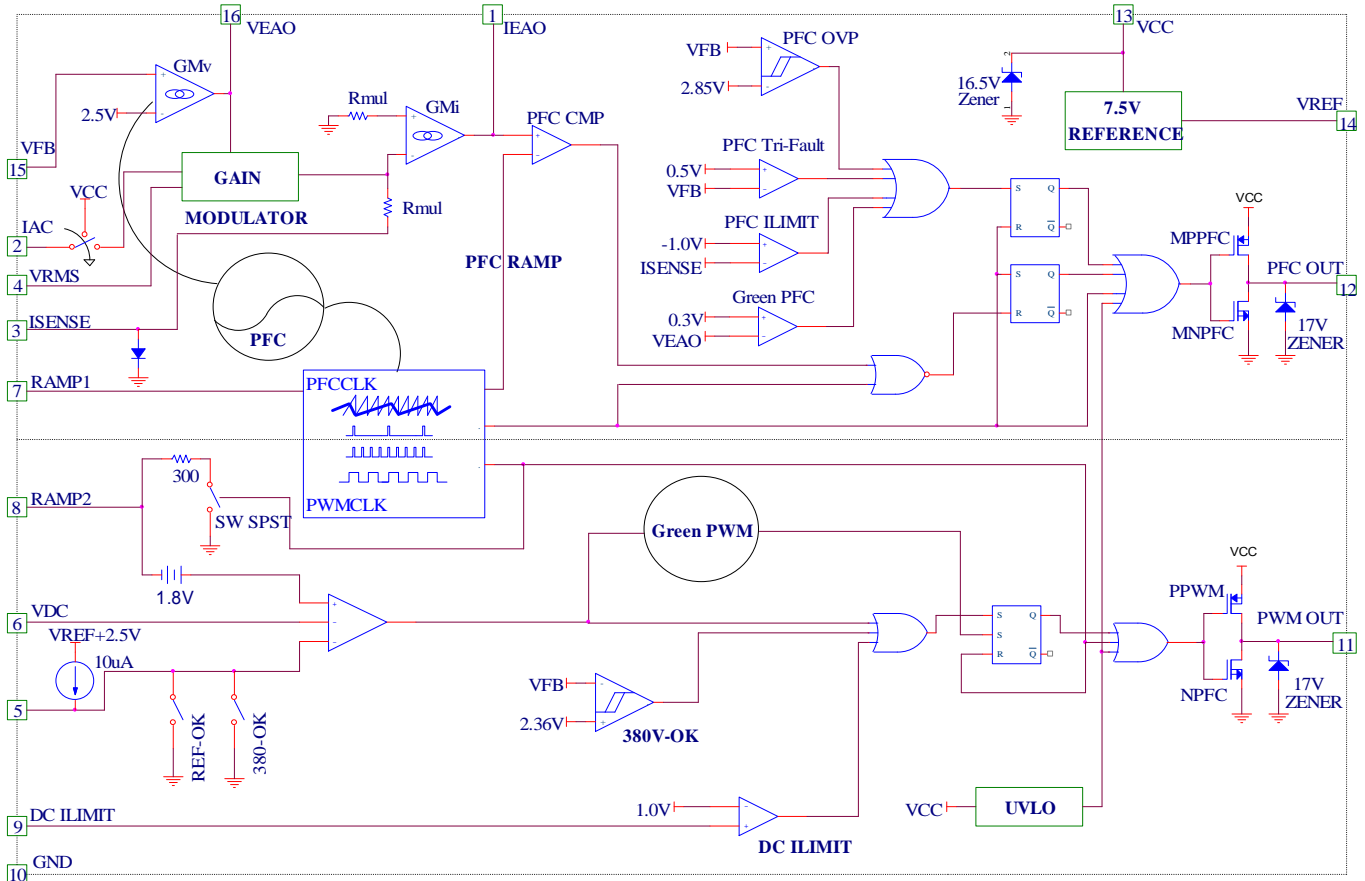 16
VEAO
1
IEAO
13
VCC
GMv
+
-
2.5V
VFB
15
Rmul
GMi
+
-
PFC CMP
+
-
PFC OVP
VFB
+
2.85V
-
2
16.5V
Zener
1
7.5V
REFERENCE
VREF
14
VCC
GAIN
MODULATOR
Rmul
PFC Tri-Fault
0.5V
+
VFB
-
S
Q
R
Q
IAC
2
PFC ILIMIT
-1.0V
+
ISENSE
-
VCC
MPPFC
PFC OUT
12
VRMS
4
PFC RAMP
S
Q
R
Q
MNPFC
17V
ZENER
ISENSE
3
PFC
Green PFC
0.3V
+
VEAO
-
RAMP1
7
PFCCLK
PWMCLK
300
RAMP2
8
SW SPST
Green PWM
1.8V
+
-
-
VDC
6
VREF+2.5V
10uA
5
REF-OK
380-OK
VFB
-
2.36V
+
380V-OK
S
Q
S
R
Q
VCC
PPWM
PWM OUT
11
NPFC
17V
ZENER
DC ILIMIT
9
1.0V
-
+
DC ILIMIT
VCC
UVLO
GND
10